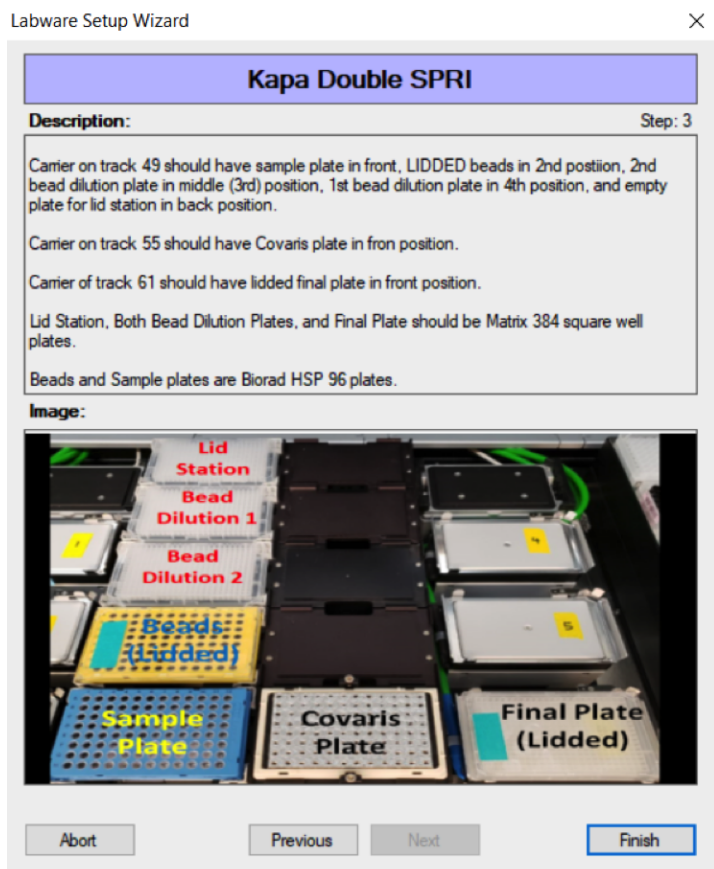 Labware Setup Wizard
Kapa Double SPRI
Description:
Step: 3
Carrier on track 49 should have sample plate in front, LIDDED beads in 2nd postiion, 2nd
bead dilution plate in middle (3rd) position, 1st bead dilution plate in 4th position, and empty
plate for lid station in back position.
Carrier on track 55 should have Covaris plate in fron position.
Carrier of track 61 should have lidded final plate in front position.
Lid Station, Both Bead Dilution Plates, and Final Plate should be Matrix 384 square well
plates.
Beads and Sample plates are Biorad HSP 96 plates.
Image:
Lid
Station
Bead
Dilution 1
Bead
Dilution 2
Beads
(Lidded)
Sample
Plate
Covaris
Plate
Final Plate
(Lidded)
4
5
Abort
Previous
Next
Finish